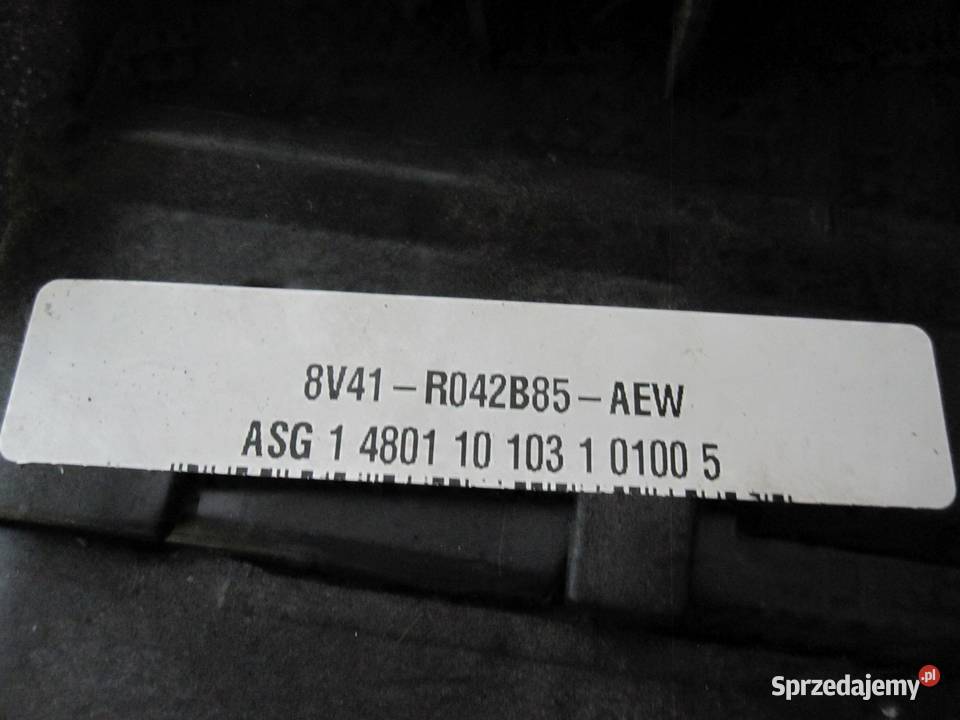 8V41-R042B85-AEW
ASG 1 4801 10 103 1 0100 5
Sprzedajemy.pl